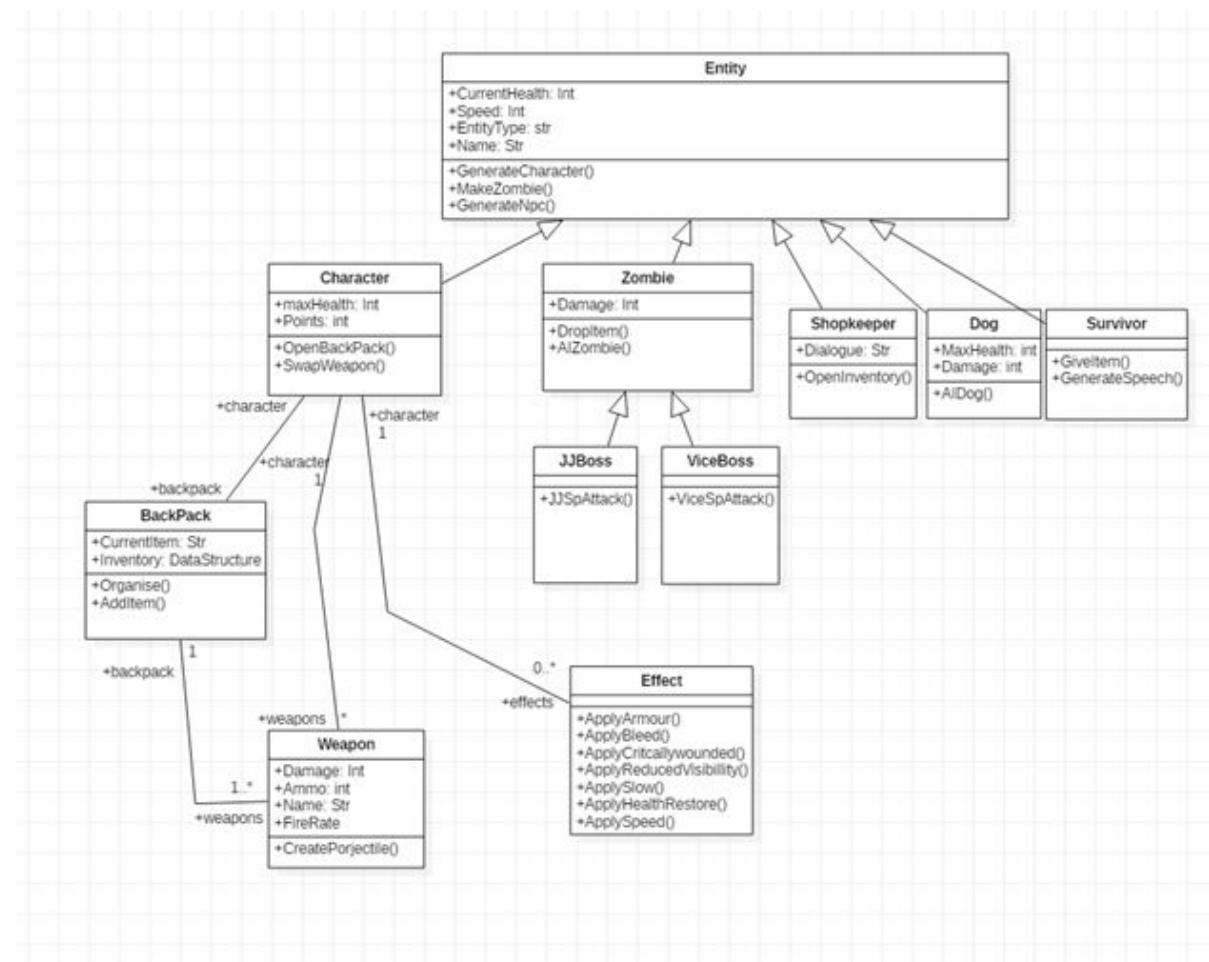 Entity
+CurrentHealth: Int
+Speed: Int
+EntityType: str
+Name: Str
+GenerateCharacter()
+MakeZombie()
+GenerateNpc()
Character
+maxHealth: Int
+Points: int
+OpenBackPack()
+SwapWeapon()
Zombie
+Damage: Int
+DropItem()
+AIZombie()
Shopkeeper
+Dialogue: Str
+OpenInventory()
Dog
+MaxHealth: int
+Damage: int
+AIDog()
Survivor
+GiveItem()
+GenerateSpeech()
+character
+character
1
+character
1
+backpack
JJBoss
+JJSpAttack()
ViceBoss
+ViceSpAttack()
BackPack
+CurrentItem: Str
+Inventory: DataStructure
+Organise()
+AddItem()
1
+backpack
0..*
+effects
Effect
+ApplyArmour()
+ApplyBleed()
+ApplyCritcallywounded()
+ApplyReducedVisibillity()
+ApplySlow()
+ApplyHealthRestore()
+ApplySpeed()
+weapons *
Weapon
+Damage: Int
+Ammo: int
+Name: Str
+FireRate
+CreatePorjectile()
1..*
+weapons